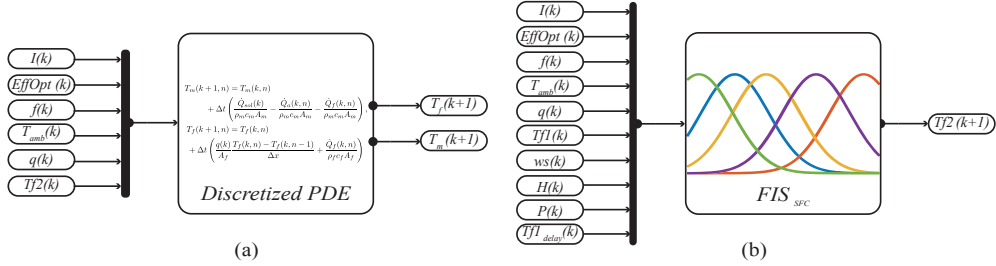 I(k)
EffOpt (k)
f(k)
T_amb(k)
q(k)
Tf2(k)
T_m(k+1,n) = T_m(k,n)
+ Δt ( Q̇_sol(k) / ρ_m c_m A_m − Q̇_a(k,n) / ρ_m c_m A_m − Q̇_f(k,n) / ρ_m c_m A_m ),
T_f(k+1,n) = T_f(k,n)
+ Δt ( q(k) / A_f T_f(k,n) − T_f(k,n−1) / Δx + Q̇_f(k,n) / ρ_f c_f A_f )
Discretized PDE
T_f (k+1)
T_m (k+1)
(a)
I(k)
EffOpt (k)
f(k)
T_amb(k)
q(k)
Tf1(k)
ws(k)
H(k)
P(k)
Tf1_delay(k)
FIS_SFC
Tf2(k+1)
(b)